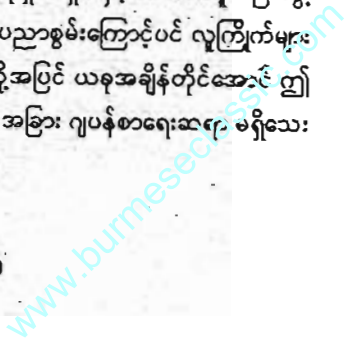 ပညာစွမ်းကြောင့်ပင် လူကြိုက်များ
အပြင် ယခုအချိန်တိုင်အောင် ဤ
အခြား ဂျပန်စာရေးဆရာ မရှိသေး
www.burmeseclassic.com